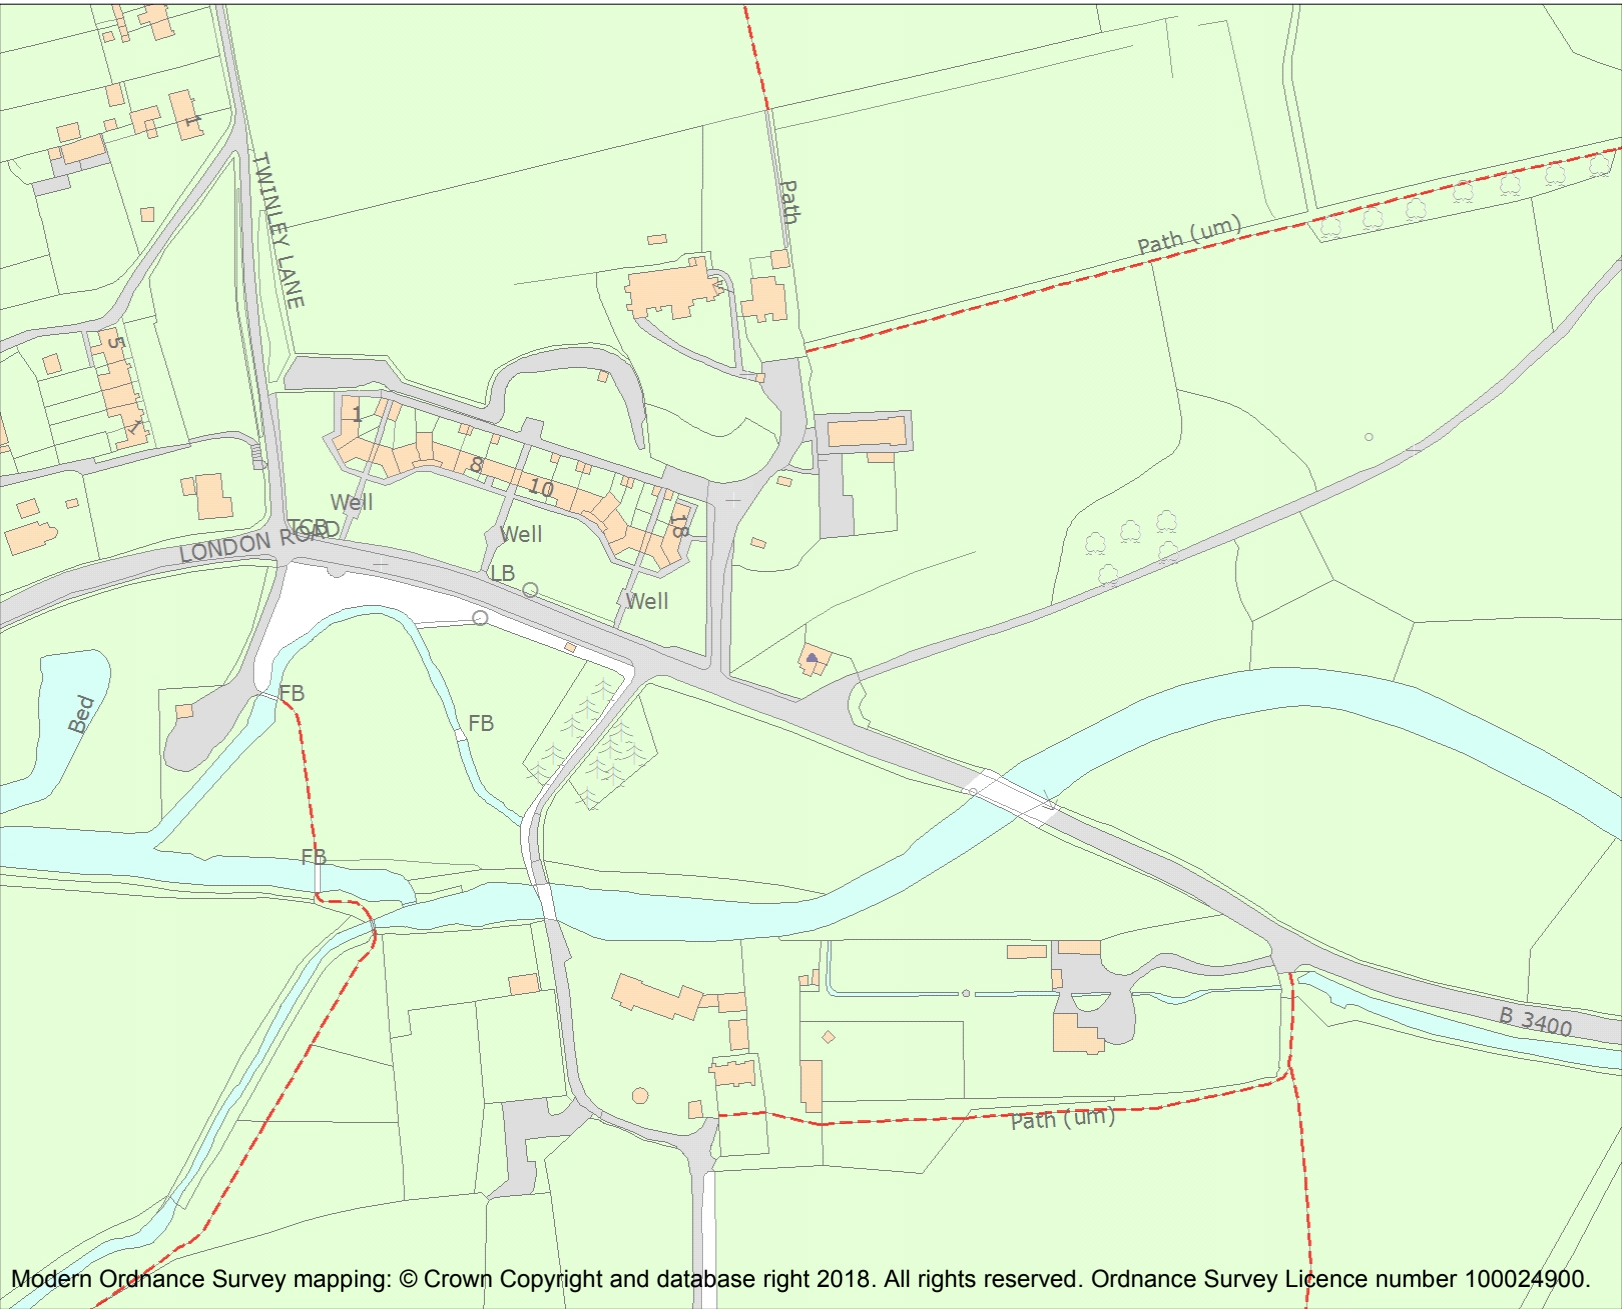 1
TWINLEY LANE
Path
Path (um)
5
1
1
8
10
18
Well
TCB
LONDON ROAD
Well
LB
Well
FB
Bed
FB
FB
B 3400
Path (um)
Modern Ordnance Survey mapping: © Crown Copyright and database right 2018. All rights reserved. Ordnance Survey Licence number 100024900.